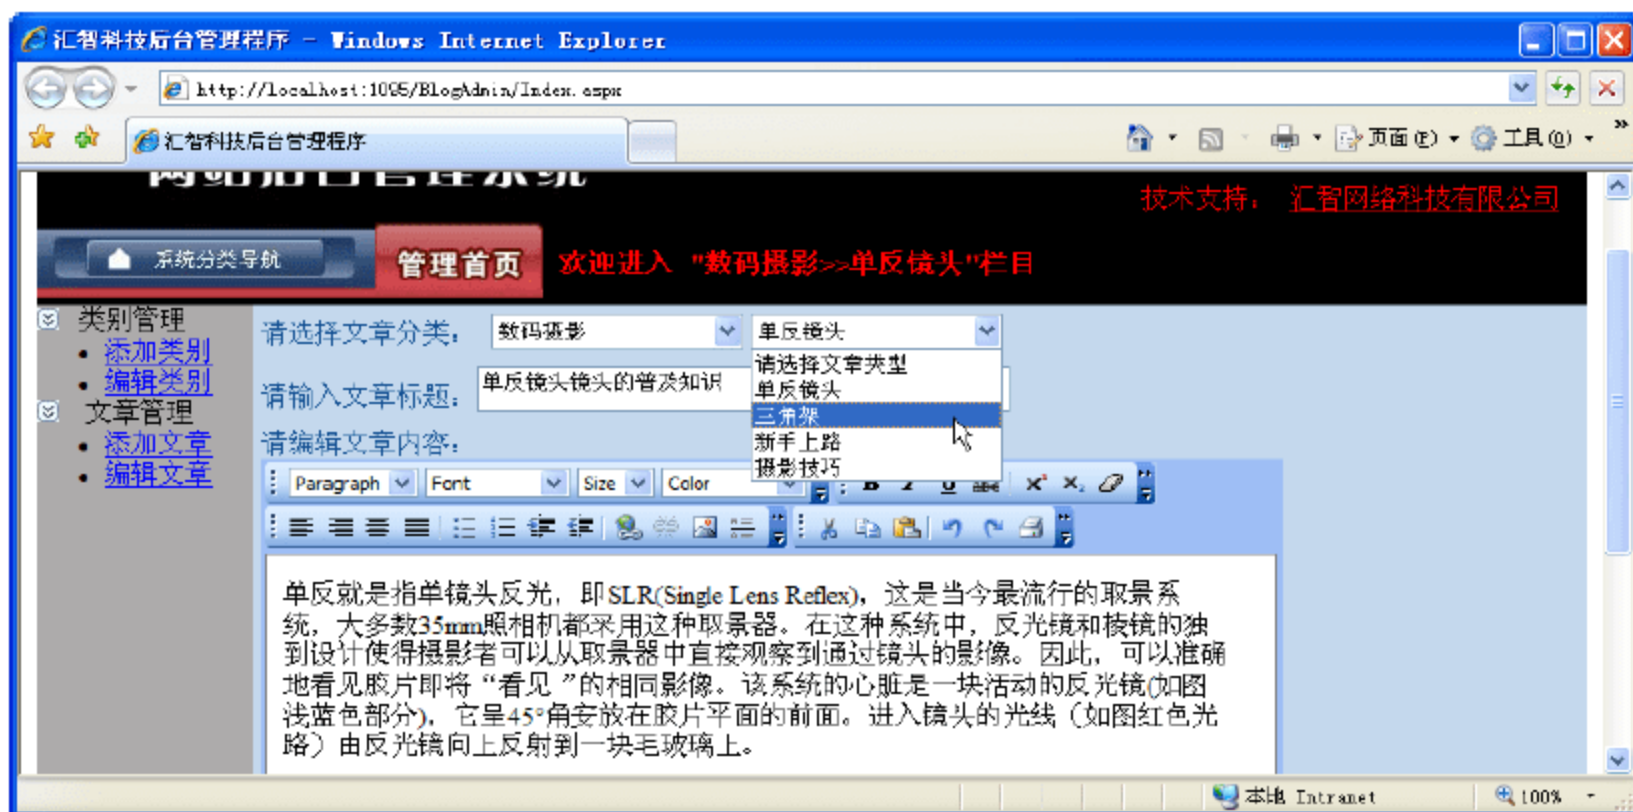 汇智科技后台管理程序 - Windows Internet Explorer
http://localhost:1095/BlogAdmin/Index.aspx
汇智科技后台管理程序
页面(P)
工具(O)
网站后台管理系统
技术支持： 汇智网络科技有限公司
系统分类导航
管理首页
欢迎进入 "数码摄影>>单反镜头"栏目
类别管理
添加类别
编辑类别
文章管理
添加文章
编辑文章
请选择文章分类： 数码摄影 单反镜头
请选择文章类型
单反镜头
三角架
新手上路
摄影技巧
请输入文章标题： 单反镜头镜头的普及知识
请编辑文章内容：
Paragraph Font Size Color
单反就是指单镜头反光，即SLR(Single Lens Reflex)，这是当今最流行的取景系
统，大多数35mm照相机都采用这种取景器。在这种系统中，反光镜和棱镜的独
到设计使得摄影者可以从取景器中直接观察到通过镜头的影像。因此，可以准确
地看见胶片即将“看见”的相同影像。该系统的心脏是一块活动的反光镜(如图
浅蓝色部分)，它呈45°角安放在胶片平面的前面。进入镜头的光线（如图红色光
路）由反光镜向上反射到一块毛玻璃上。
本地 Intranet
100%